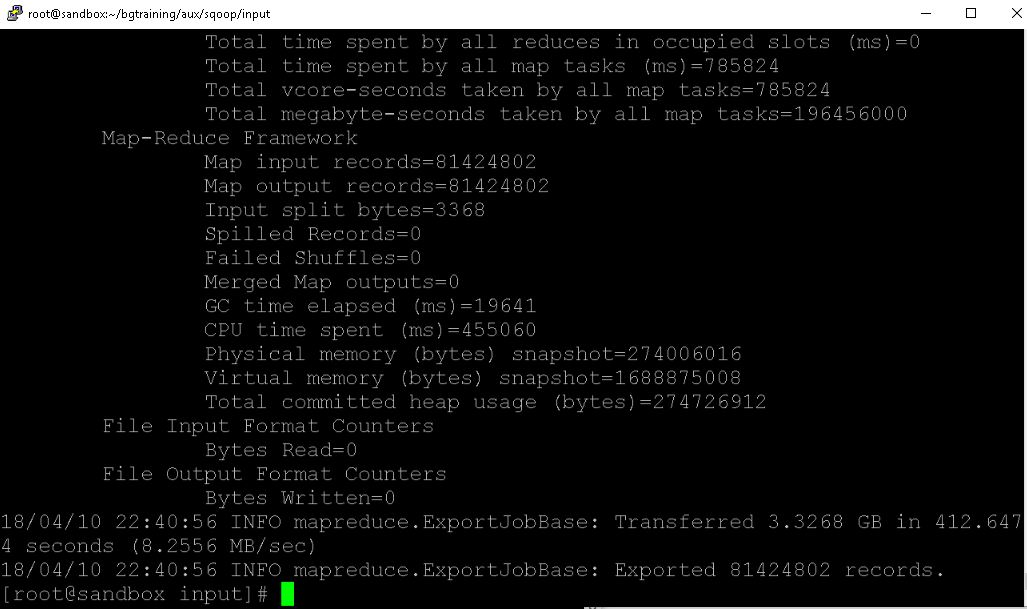 root@sandbox:~/bgtraining/aux/sqoop/input
Total time spent by all reduces in occupied slots (ms)=0
Total time spent by all map tasks (ms)=785824
Total vcore-seconds taken by all map tasks=785824
Total megabyte-seconds taken by all map tasks=196456000
Map-Reduce Framework
Map input records=81424802
Map output records=81424802
Input split bytes=3368
Spilled Records=0
Failed Shuffles=0
Merged Map outputs=0
GC time elapsed (ms)=19641
CPU time spent (ms)=455060
Physical memory (bytes) snapshot=274006016
Virtual memory (bytes) snapshot=1688875008
Total committed heap usage (bytes)=274726912
File Input Format Counters
Bytes Read=0
File Output Format Counters
Bytes Written=0
18/04/10 22:40:56 INFO mapreduce.ExportJobBase: Transferred 3.3268 GB in 412.647
4 seconds (8.2556 MB/sec)
18/04/10 22:40:56 INFO mapreduce.ExportJobBase: Exported 81424802 records.
[root@sandbox input]#